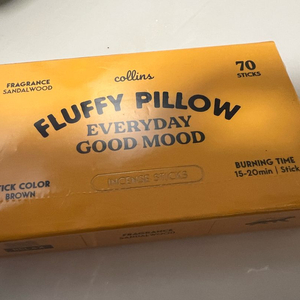 collins
FRAGRANCE
SANDALWOOD
70
STICKS
FLUFFY PILLOW
EVERYDAY
GOOD MOOD
INCENSE STICKS
TICK COLOR
BROWN
BURNING TIME
15-20min | Stick